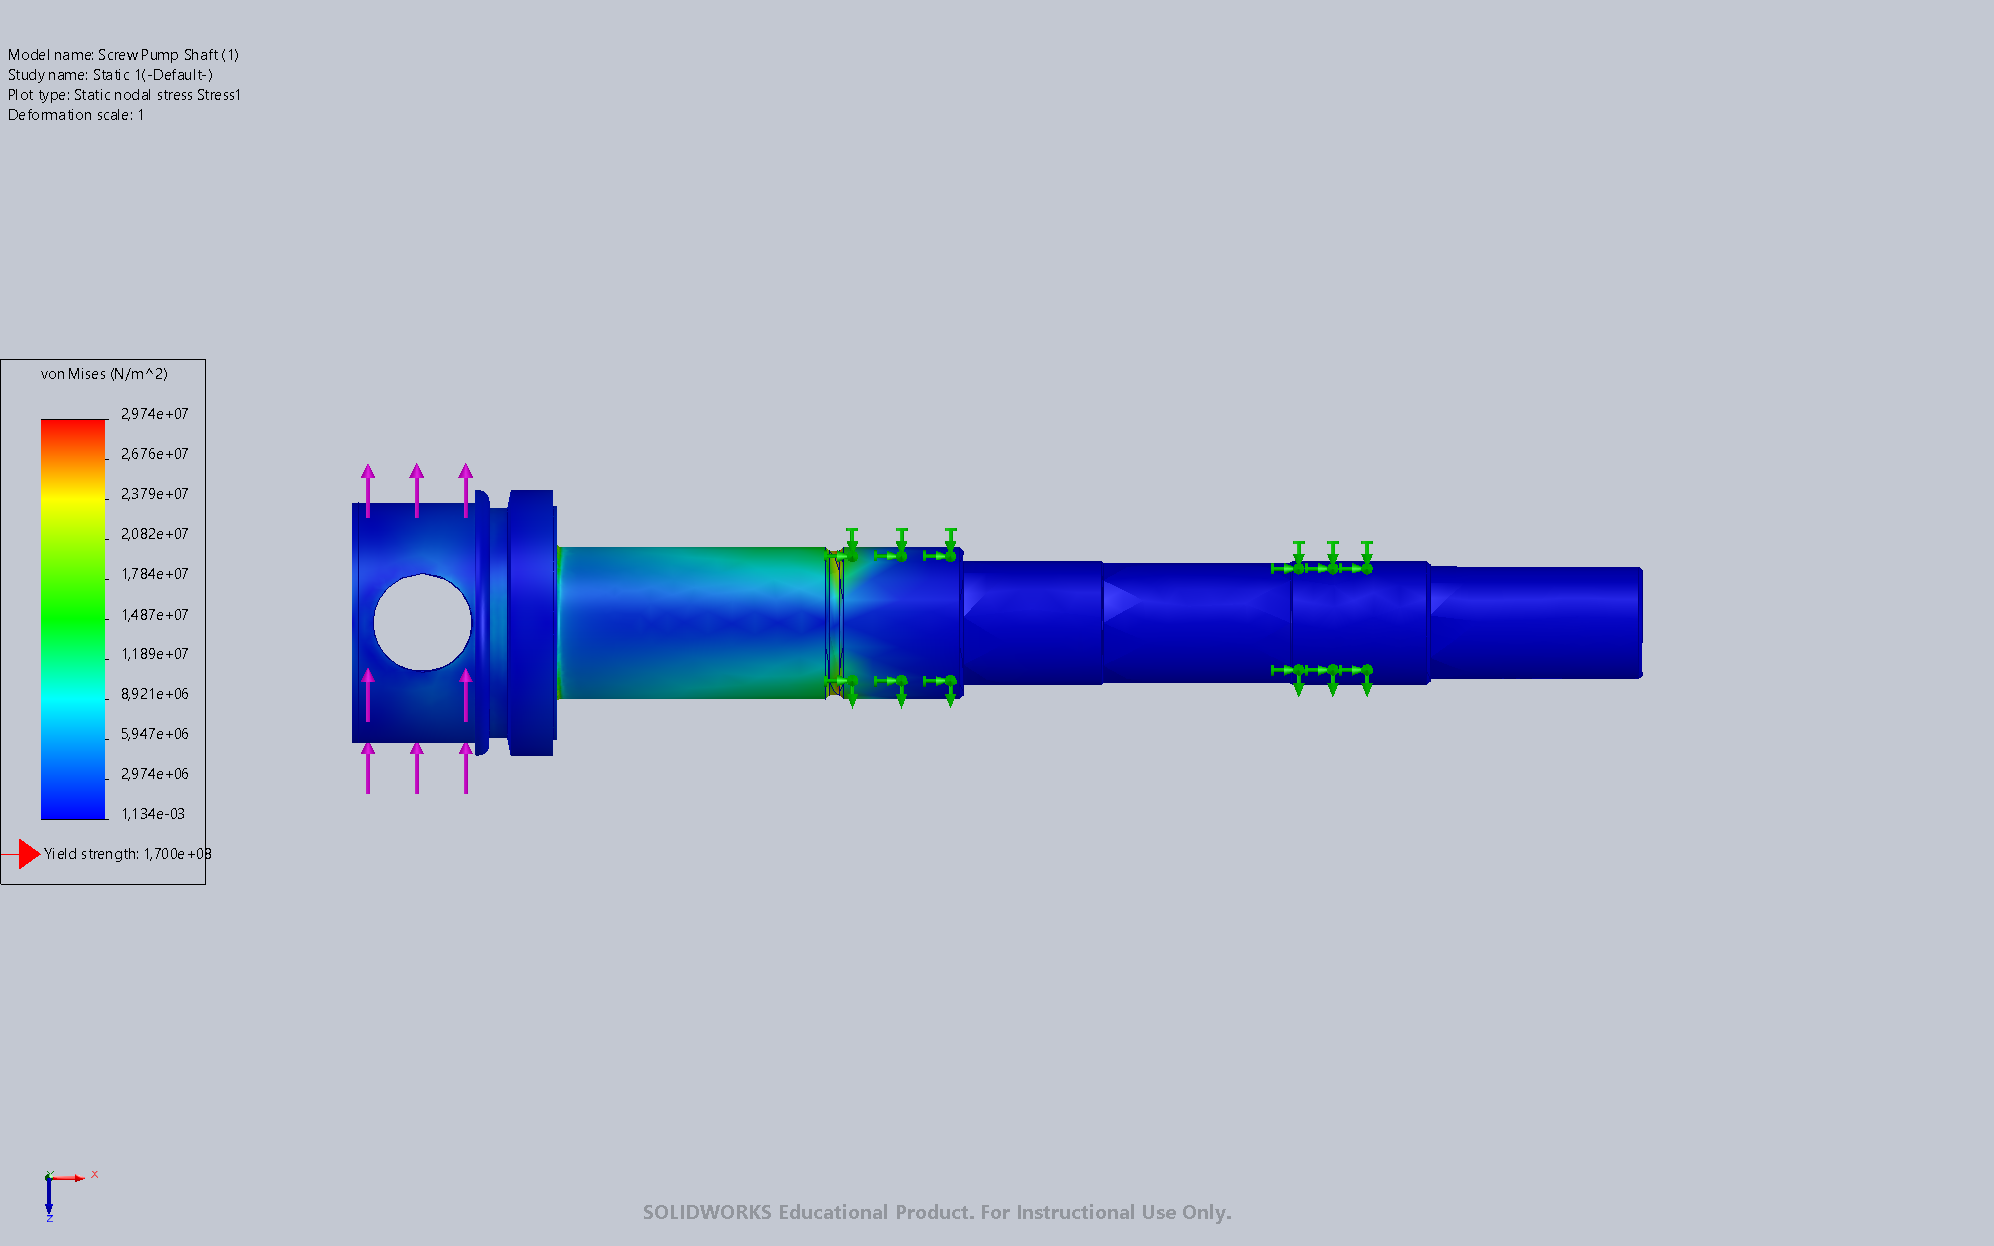 Model name: Screw Pump Shaft (1)
Study name: Static 1(-Default-)
Plot type: Static nodal stress Stress1
Deformation scale: 1
von Mises (N/m^2)
2,974e+07
2,676e+07
2,379e+07
2,082e+07
1,784e+07
1,487e+07
1,189e+07
8,921e+06
5,947e+06
2,974e+06
1,134e-03
Yield strength: 1,700e+08
Y
X
Z
SOLIDWORKS Educational Product. For Instructional Use Only.